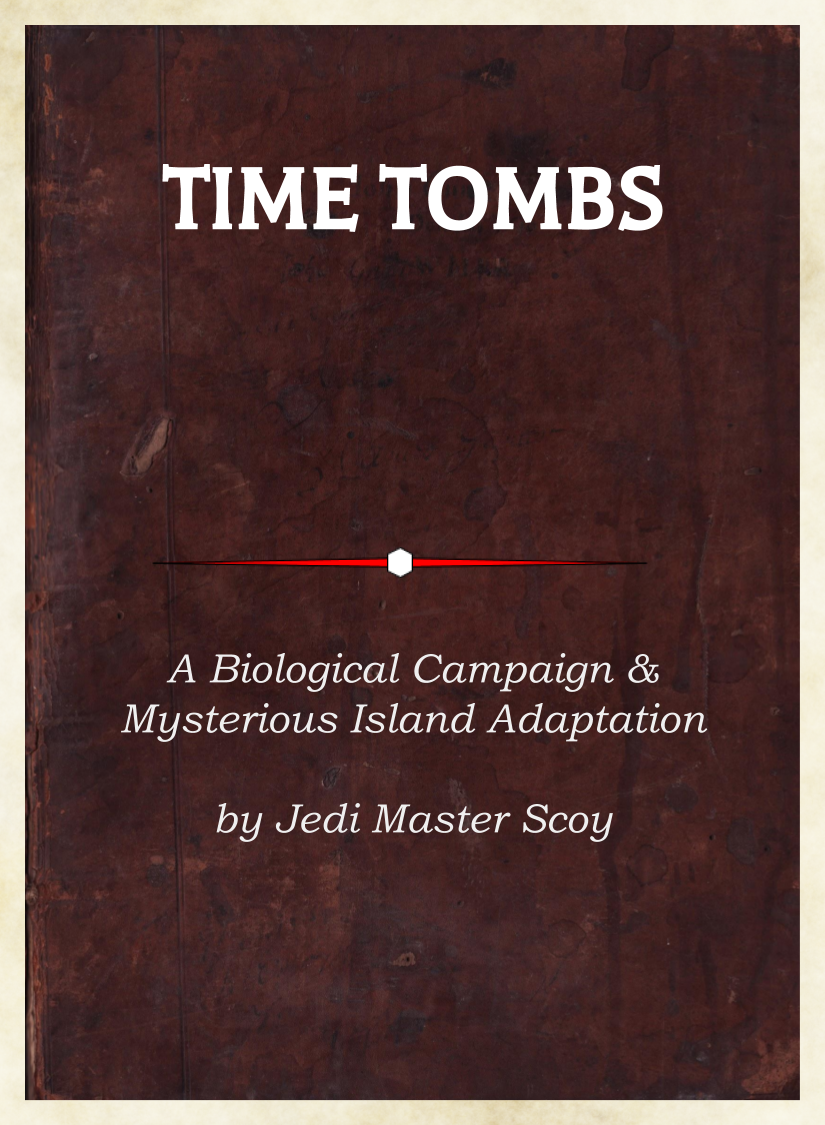 TIME TOMBS
A Biological Campaign &
Mysterious Island Adaptation
by Jedi Master Scoy